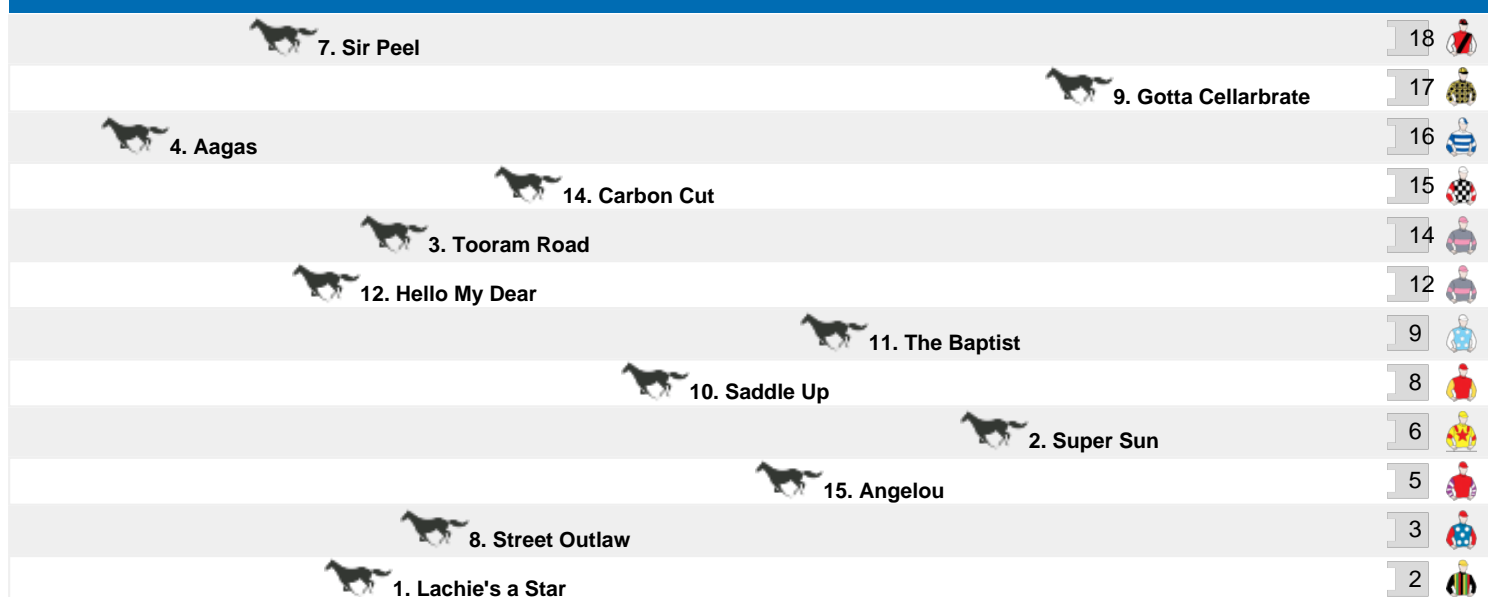 7. Sir Peel 18
9. Gotta Cellarbrate 17
4. Aagas 16
14. Carbon Cut 15
3. Tooram Road 14
12. Hello My Dear 12
11. The Baptist 9
10. Saddle Up 8
2. Super Sun 6
15. Angelou 5
8. Street Outlaw 3
1. Lachie's a Star 2